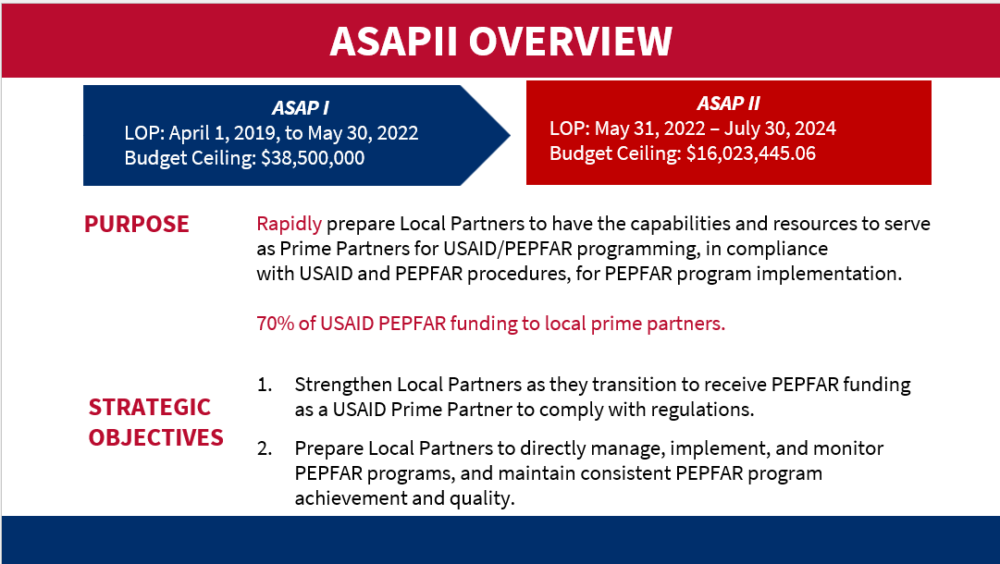 ASAPII OVERVIEW
ASAP I
LOP: April 1, 2019, to May 30, 2022
Budget Ceiling: $38,500,000
ASAP II
LOP: May 31, 2022 – July 30, 2024
Budget Ceiling: $16,023,445.06
PURPOSE
Rapidly prepare Local Partners to have the capabilities and resources to serve
as Prime Partners for USAID/PEPFAR programming, in compliance
with USAID and PEPFAR procedures, for PEPFAR program implementation.
70% of USAID PEPFAR funding to local prime partners.
STRATEGIC
OBJECTIVES
1. Strengthen Local Partners as they transition to receive PEPFAR funding
as a USAID Prime Partner to comply with regulations.
2. Prepare Local Partners to directly manage, implement, and monitor
PEPFAR programs, and maintain consistent PEPFAR program
achievement and quality.